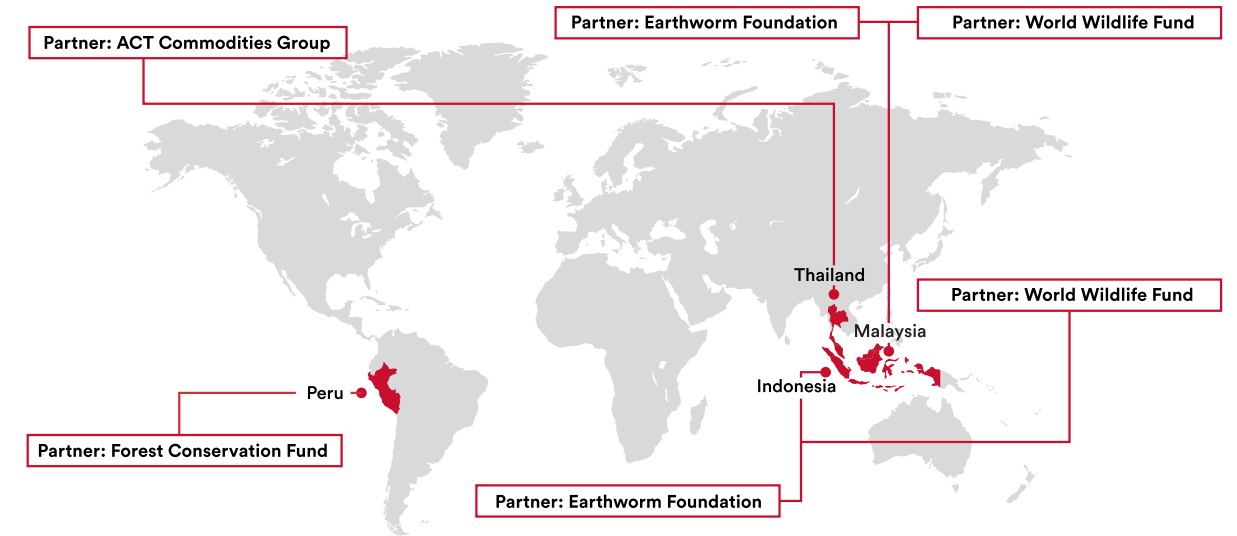 Partner: Earthworm Foundation
Partner: World Wildlife Fund
Partner: ACT Commodities Group
Thailand
Partner: World Wildlife Fund
Malaysia
Indonesia
Peru
Partner: Forest Conservation Fund
Partner: Earthworm Foundation